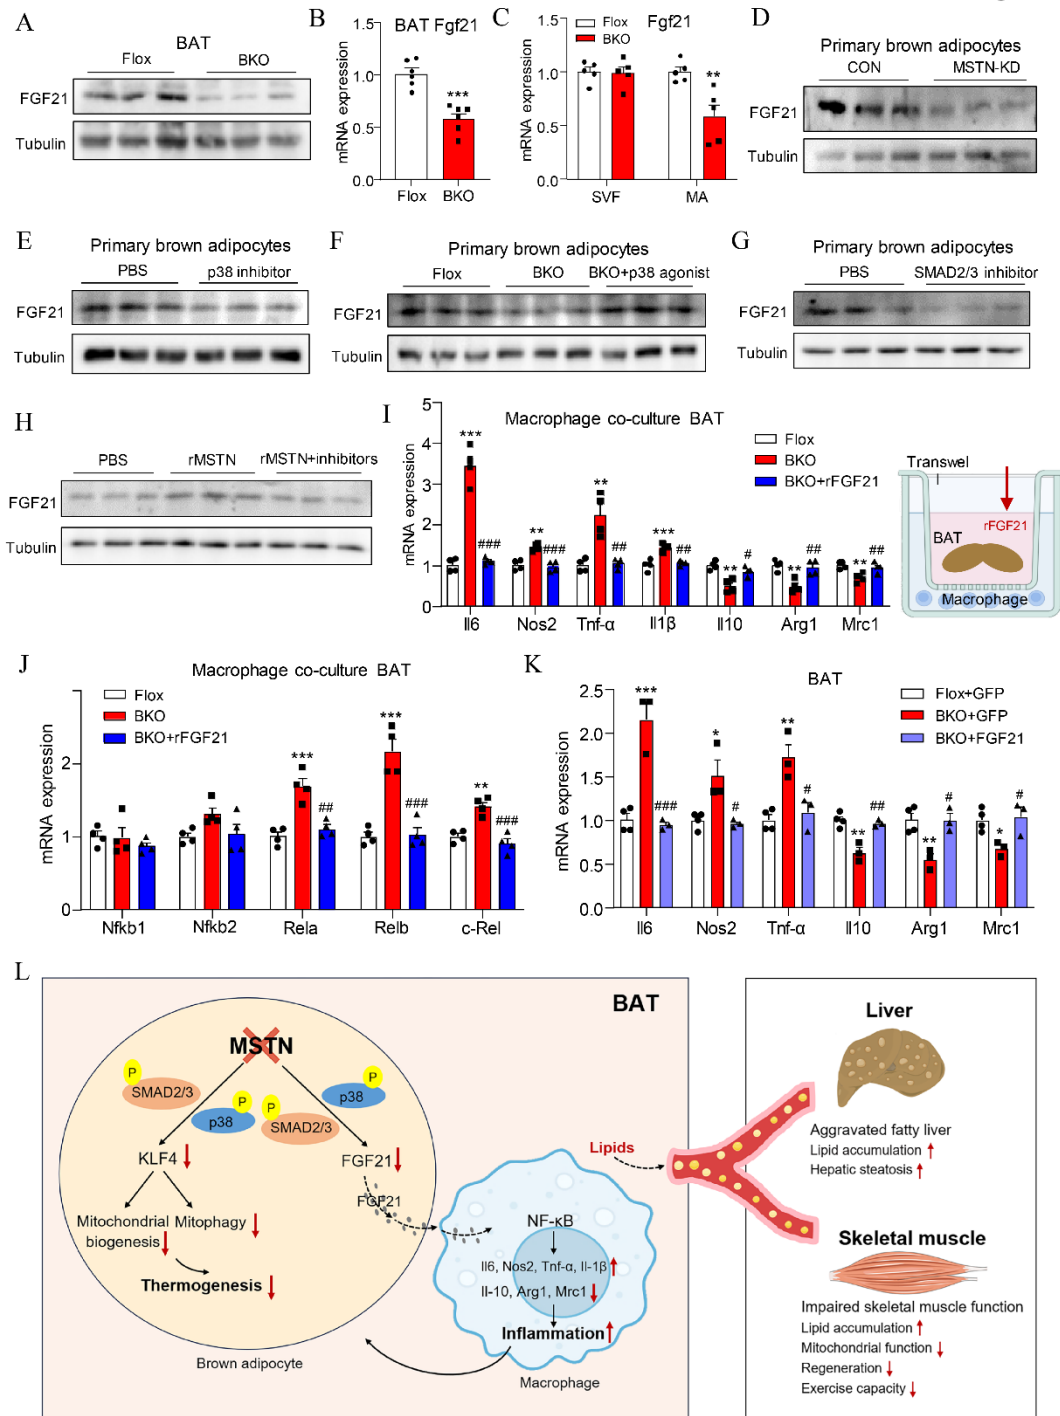 A
BAT
Flox BKO
FGF21
Tubulin
B
BAT Fgf21
mRNA expression
1.5
1.0
0.5
0.0
***
Flox BKO
C
Flox
BKO
Fgf21
mRNA expression
1.5
1.0
0.5
0.0
**
SVF MA
D
Primary brown adipocytes
CON MSTN-KD
FGF21
Tubulin
E
Primary brown adipocytes
PBS p38 inhibitor
FGF21
Tubulin
F
Primary brown adipocytes
Flox BKO BKO+p38 agonist
FGF21
Tubulin
G
Primary brown adipocytes
PBS SMAD2/3 inhibitor
FGF21
Tubulin
H
PBS rMSTN rMSTN+inhibitors
FGF21
Tubulin
I
Macrophage co-culture BAT
Flox
BKO
BKO+rFGF21
mRNA expression
5
4
3
2
1
0
*** ### ** ### ** ## *** ## ** # ** ## ** ##
Il6 Nos2 Tnf-α Il1β Il10 Arg1 Mrc1
Transwel
rFGF21
BAT
Macrophage
J
Macrophage co-culture BAT
Flox
BKO
BKO+rFGF21
mRNA expression
2
1
0
*** ## *** ### ** ###
Nfkb1 Nfkb2 Rela Relb c-Rel
K
BAT
Flox+GFP
BKO+GFP
BKO+FGF21
mRNA expression
2.5
2.0
1.5
1.0
0.5
0.0
*** ### * # ** # ** ## ** # * #
Il6 Nos2 Tnf-α Il10 Arg1 Mrc1
L
BAT
MSTN
P
SMAD2/3
P
p38
P
SMAD2/3
P
p38
KLF4
FGF21
FGF21
Mitochondrial
biogenesis
Mitophagy
Thermogenesis
Brown adipocyte
NF-κB
Il6, Nos2, Tnf-α, Il-1β
Il-10, Arg1, Mrc1
Inflammation
Macrophage
Lipids
Liver
Aggravated fatty liver
Lipid accumulation
Hepatic steatosis
Skeletal muscle
Impaired skeletal muscle function
Lipid accumulation
Mitochondrial function
Regeneration
Exercise capacity